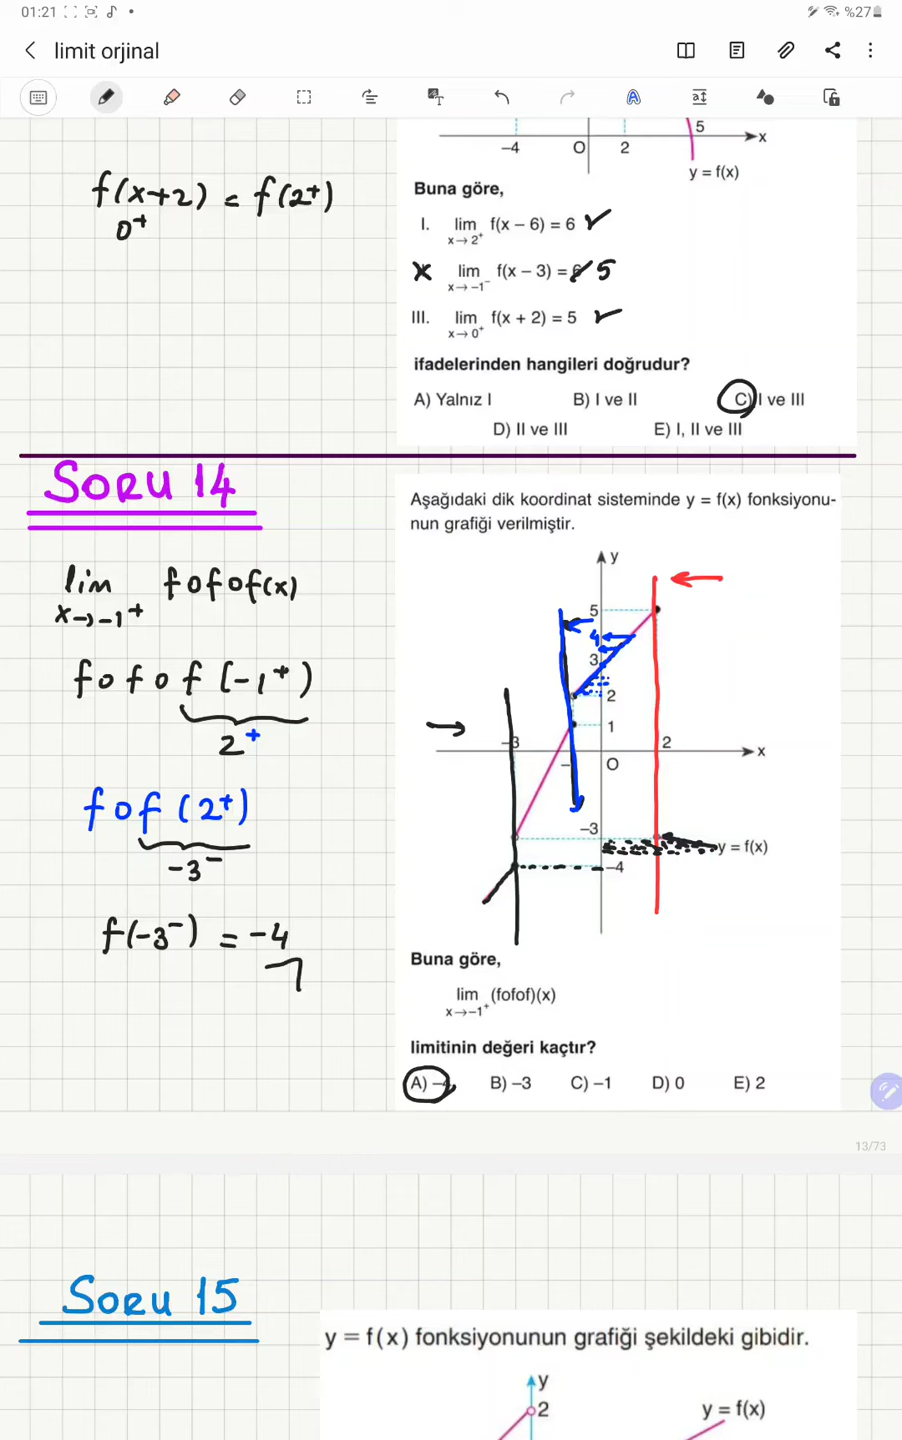 01:21
%27
limit orjinal
5
-4
O
2
x
y = f(x)
f(x+2) = f(2+)
0+
Buna göre,
I. lim f(x – 6) = 6 ✓
x→2+
lim f(x – 3) = 5
x→-1-
III. lim f(x + 2) = 5 ✓
x→0+
ifadelerinden hangileri doğrudur?
A) Yalnız I
B) I ve II
C) I ve III
D) II ve III
E) I, II ve III
SORU 14
lim fofof(x)
x→-1+
fofof(-1+)
2+
fof(2+)
-3-
f(-3-) = -4
Aşağıdaki dik koordinat sisteminde y = f(x) fonksiyonu-
nun grafiği verilmiştir.
y
5
4
3
2
1
-3
2
x
O
–3
y = f(x)
–4
Buna göre,
lim (fofof)(x)
x→-1+
limitinin değeri kaçtır?
A) –4
B) –3
C) –1
D) 0
E) 2
13/73
SORU 15
y = f(x) fonksiyonunun grafiği şekildeki gibidir.
y
2
y = f(x)